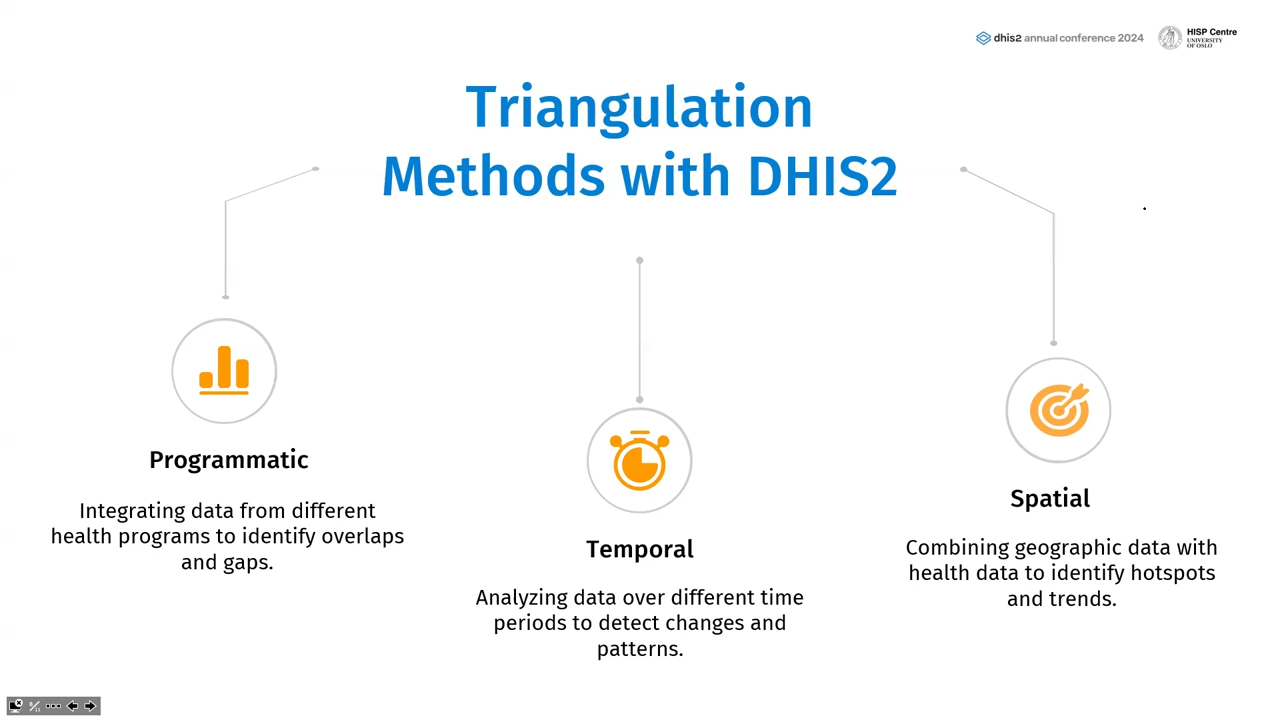 dhis2 annual conference 2024
HISP Centre
UNIVERSITY
OF OSLO
Triangulation
Methods with DHIS2
Programmatic
Integrating data from different
health programs to identify overlaps
and gaps.
Temporal
Analyzing data over different time
periods to detect changes and
patterns.
Spatial
Combining geographic data with
health data to identify hotspots
and trends.